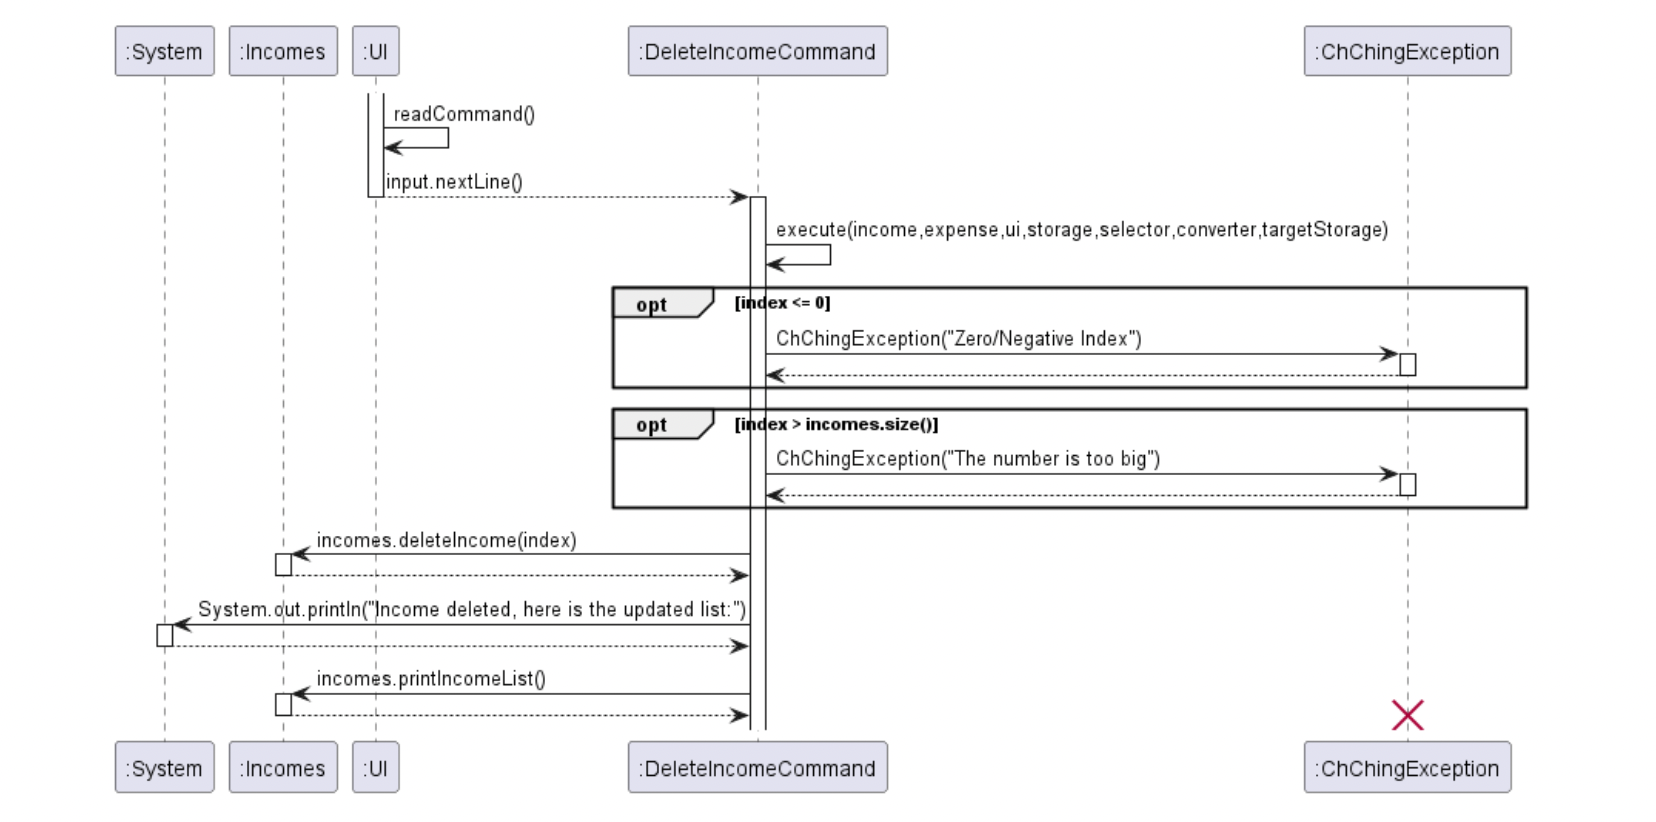 :System :Incomes :UI :DeleteIncomeCommand :ChChingException
readCommand()
input.nextLine()
execute(income,expense,ui,storage,selector,converter,targetStorage)
opt [index <= 0]
ChChingException("Zero/Negative Index")
opt [index > incomes.size()]
ChChingException("The number is too big")
incomes.deleteIncome(index)
System.out.println("Income deleted, here is the updated list:")
incomes.printIncomeList()
:System :Incomes :UI :DeleteIncomeCommand :ChChingException